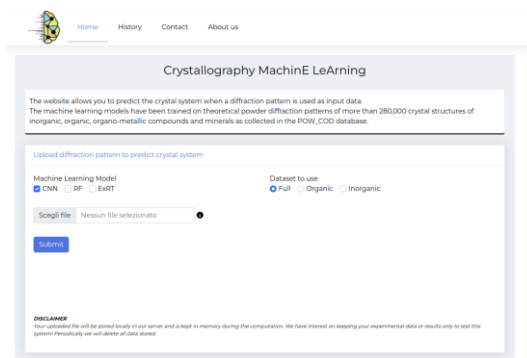 Home History Contact About us
Crystallography MachinE LeArning
The website allows you to predict the crystal system when a diffraction pattern is used as input data.
The machine learning models have been trained on theoretical powder diffraction patterns of more than 280,000 crystal structures of
inorganic, organic, organo-metallic compounds and minerals as collected in the POW_COD database.
Upload diffraction pattern to predict crystal system
Machine Learning Model
CNN RF ExRT
Dataset to use
Full Organic Inorganic
Scegli file Nessun file selezionato
Submit
DISCLAIMER
Your uploaded file will be stored locally in our server and is kept in memory during the computation. We have interest on keeping your experimental data or results only to test this
system! Periodically we will delete all data stored.